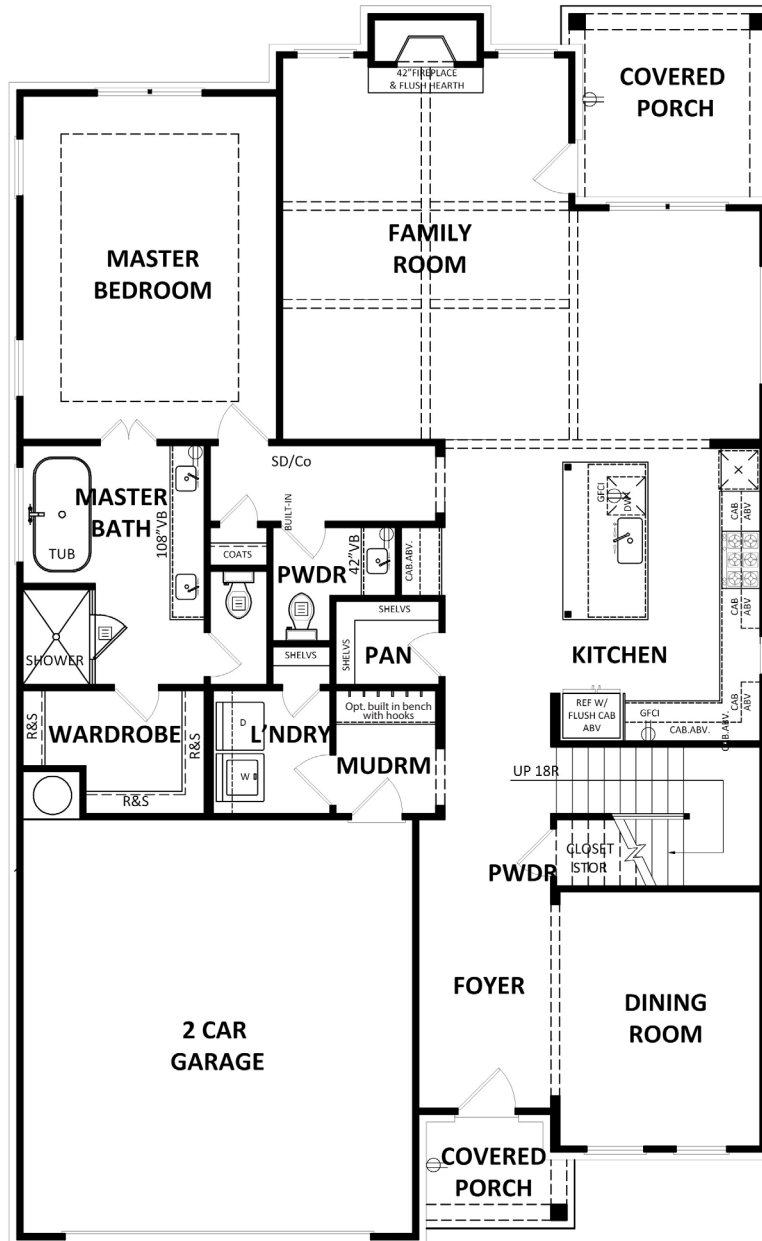 42"FIREPLACE
& FLUSH HEARTH
COVERED
PORCH
FAMILY
ROOM
MASTER
BEDROOM
SD/Co
BUILT-IN
MASTER
BATH
108"VB
TUB
COATS
PWDR
42"VB
CAB.ABV.
GFCI
DW
CAB
ABV
CAB
ABV
CAB
ABV
SHOWER
SHELVS
SHELVS
SHELVS
PAN
KITCHEN
REF W/
FLUSH CAB
ABV
GFCI
CAB.ABV.
CAB.ABV.
R&S
WARDROBE
R&S
R&S
D
L'NDRY
W
Opt. built in bench
with hooks
MUDRM
UP 18R
CLOSET
STOR
PWDR
FOYER
DINING
ROOM
2 CAR
GARAGE
COVERED
PORCH